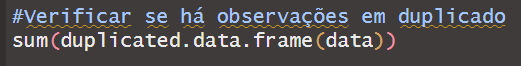 #Verificar se há observações em duplicado
sum(duplicated.data.frame(data))